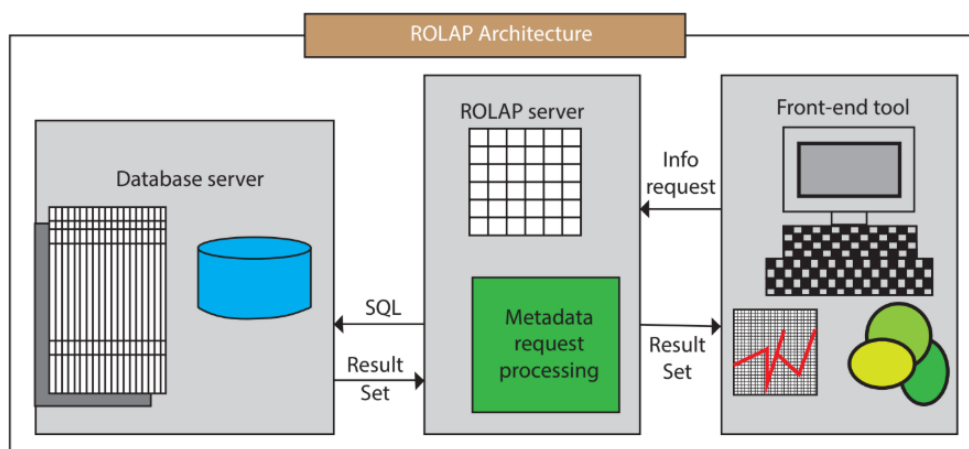 ROLAP Architecture
Database server
SQL
Result
Set
ROLAP server
Metadata
request
processing
Info
request
Result
Set
Front-end tool